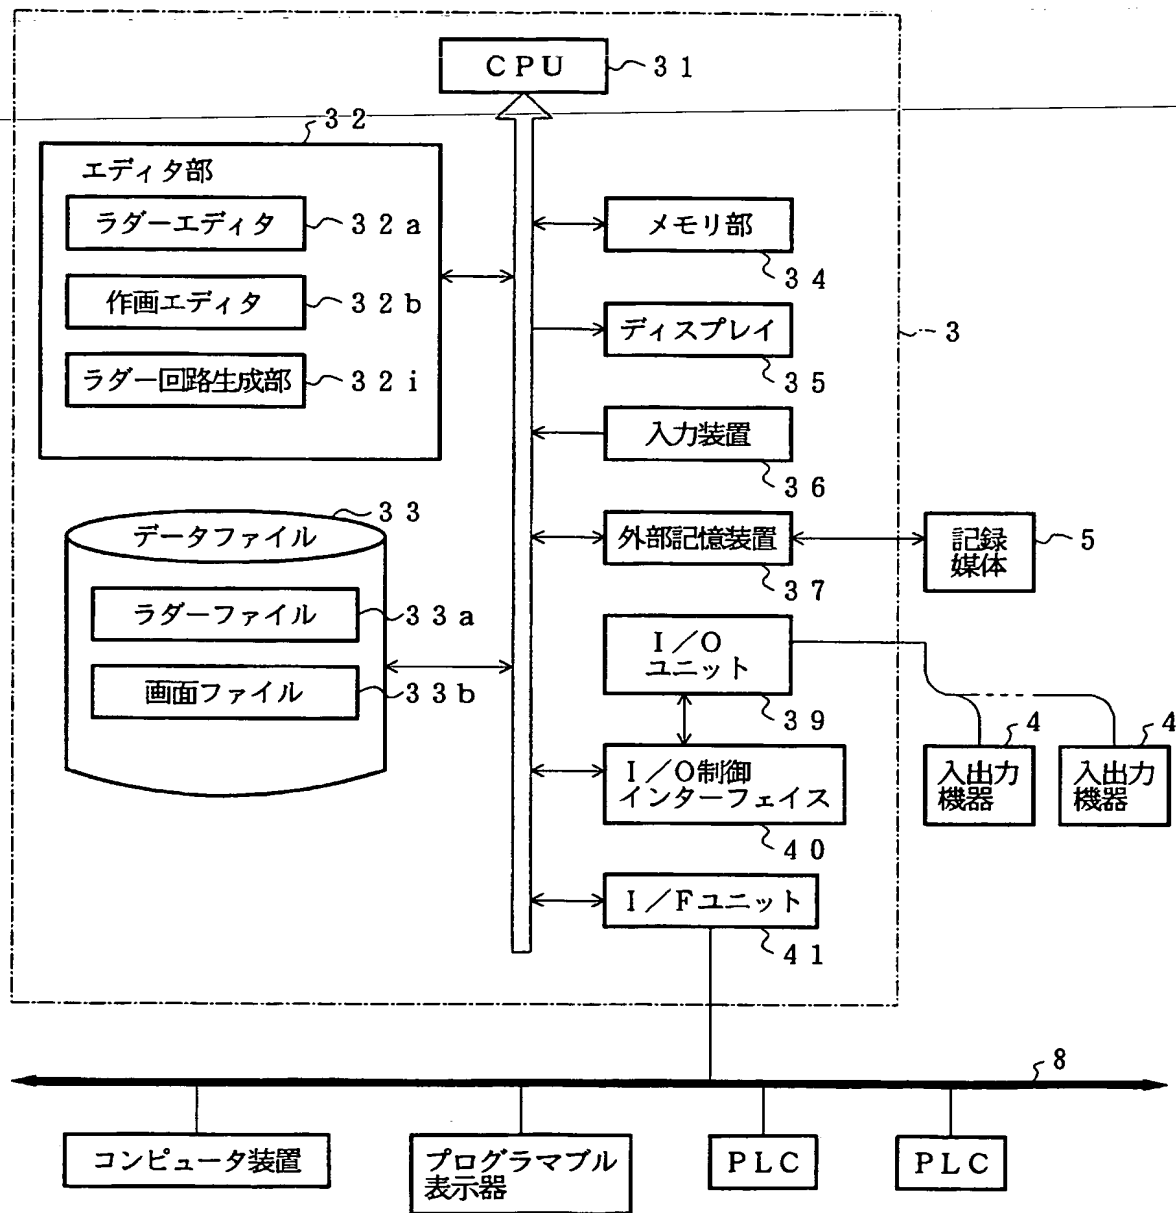 ＣＰＵ
３１
３２
エディタ部
ラダーエディタ
３２ａ
作画エディタ
３２ｂ
ラダー回路生成部
３２ｉ
メモリ部
３４
ディスプレイ
３５
３
入力装置
３６
３３
データファイル
ラダーファイル
３３ａ
画面ファイル
３３ｂ
外部記憶装置
３７
記録
媒体
５
Ｉ／Ｏ
ユニット
３９
Ｉ／Ｏ制御
インターフェイス
４０
４
入出力
機器
４
入出力
機器
Ｉ／Ｆユニット
４１
８
コンピュータ装置
プログラマブル
表示器
ＰＬＣ
ＰＬＣ